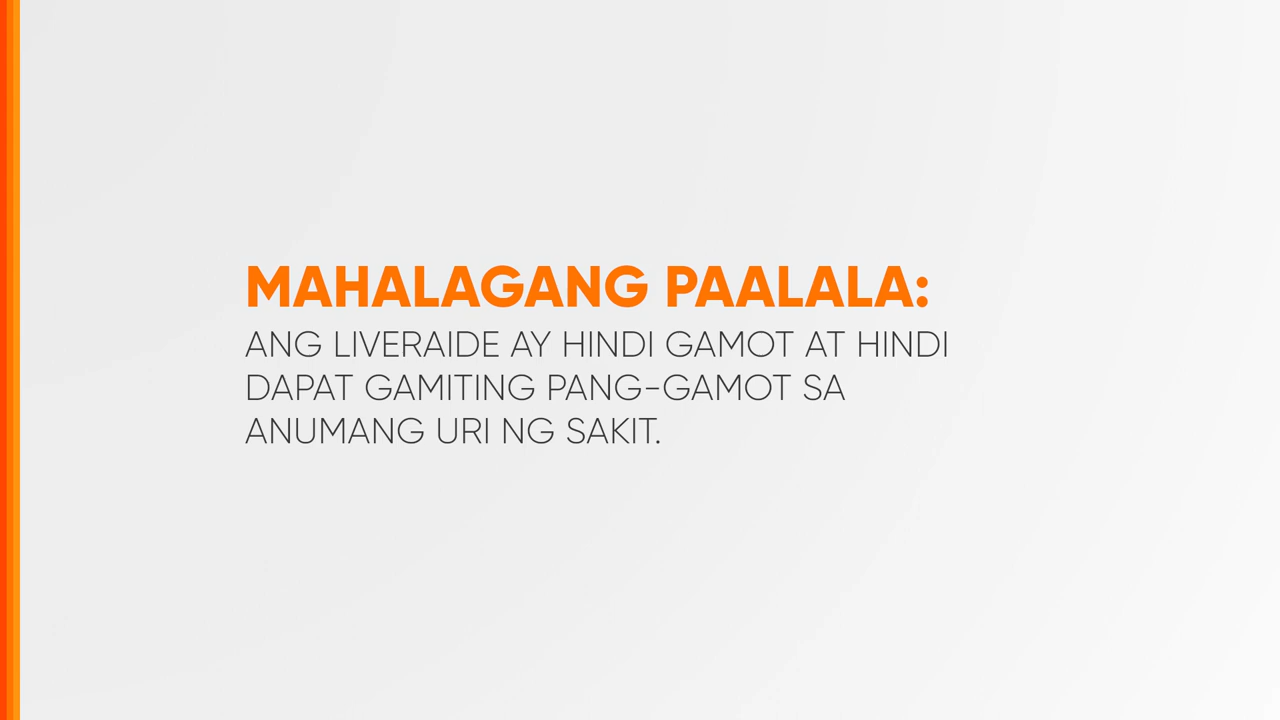 MAHALAGANG PAALALA:
ANG LIVERAIDE AY HINDI GAMOT AT HINDI
DAPAT GAMITING PANG-GAMOT SA
ANUMANG URI NG SAKIT.